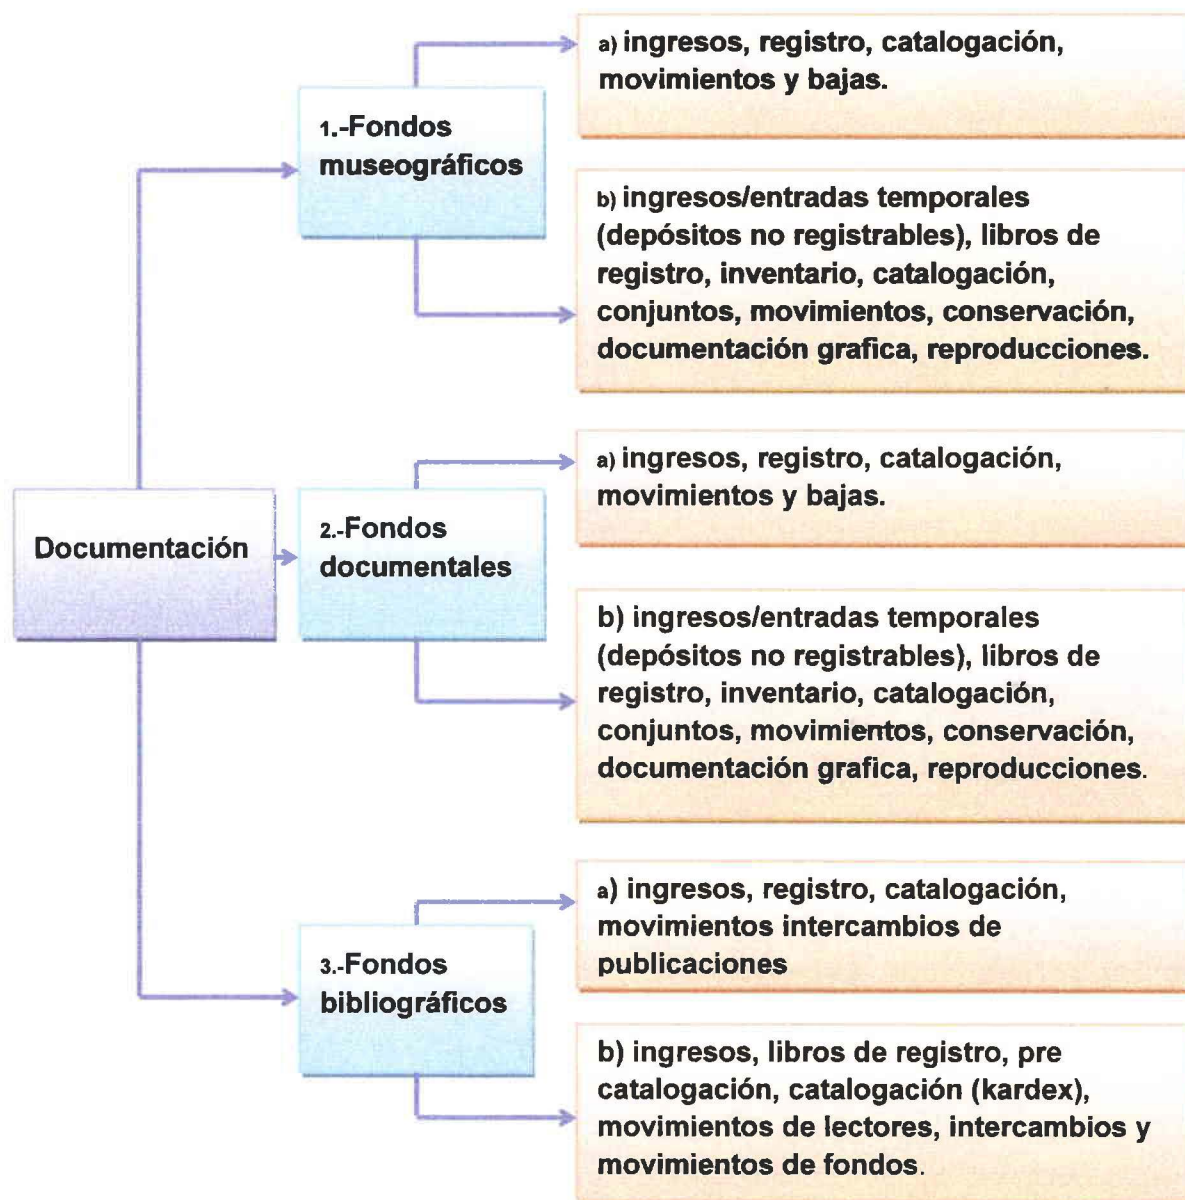 a) ingresos, registro, catalogación,
movimientos y bajas.
1.-Fondos
museográficos
b) ingresos/entradas temporales
(depósitos no registrables), libros de
registro, inventario, catalogación,
conjuntos, movimientos, conservación,
documentación grafica, reproducciones.
Documentación
a) ingresos, registro, catalogación,
movimientos y bajas.
2.-Fondos
documentales
b) ingresos/entradas temporales
(depósitos no registrables), libros de
registro, inventario, catalogación,
conjuntos, movimientos, conservación,
documentación grafica, reproducciones.
a) ingresos, registro, catalogación,
movimientos intercambios de
publicaciones
3.-Fondos
bibliográficos
b) ingresos, libros de registro, pre
catalogación, catalogación (kardex),
movimientos de lectores, intercambios y
movimientos de fondos.